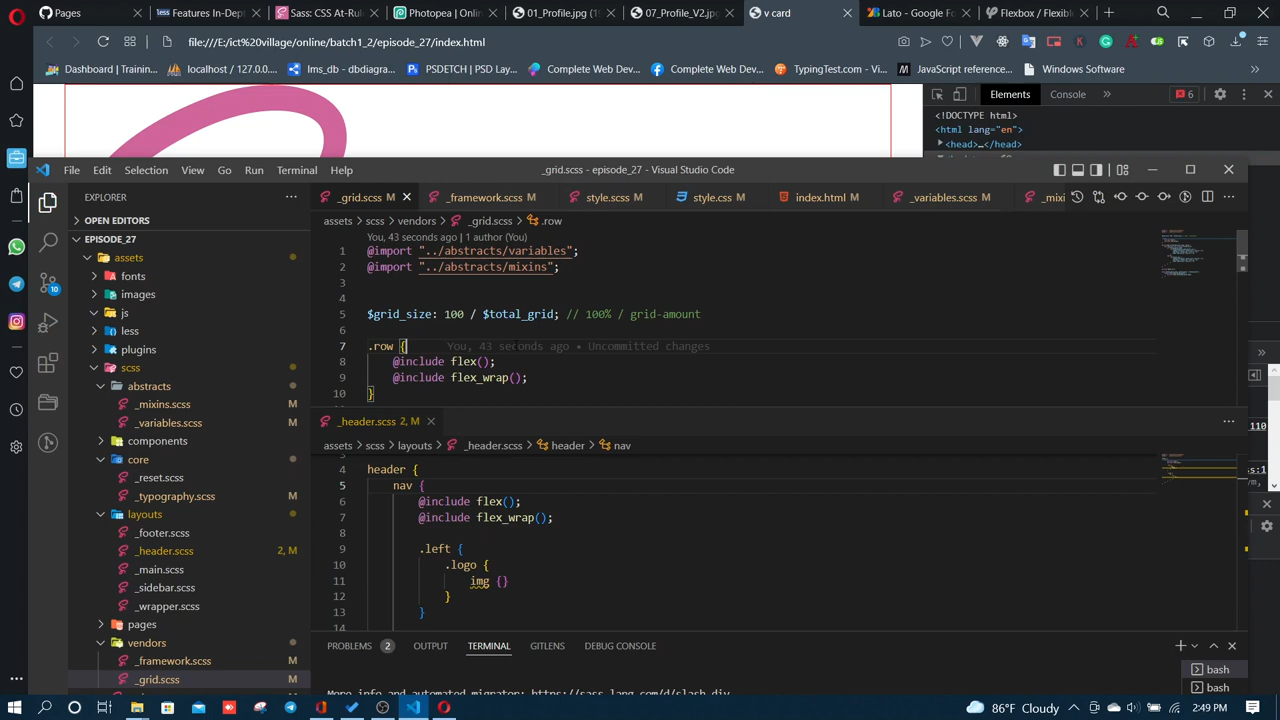 Pages
Features In-Dept
Sass: CSS At-Rul
Photopea | Onlin
01_Profile.jpg (19
07_Profile_V2.jpg
v card
Lato - Google Fo
Flexbox / Flexible
file:///E:/ict%20village/online/batch1_2/episode_27/index.html
Dashboard | Trainin...
localhost / 127.0.0....
lms_db - dbdiagra...
PSDETCH | PSD Lay...
Complete Web Dev...
Complete Web Dev...
TypingTest.com - Vi...
JavaScript reference...
Windows Software
Elements
Console
6
<!DOCTYPE html>
<html lang="en">
<head>…</head>
File
Edit
Selection
View
Go
Run
Terminal
Help
_grid.scss - episode_27 - Visual Studio Code
EXPLORER
_grid.scss M
_framework.scss M
style.scss M
style.css M
index.html M
_variables.scss M
_mixi
OPEN EDITORS
assets > scss > vendors > _grid.scss > .row
EPISODE_27
You, 43 seconds ago | 1 author (You)
1 @import "../abstracts/variables";
2 @import "../abstracts/mixins";
3
4
5 $grid_size: 100 / $total_grid; // 100% / grid-amount
6
7 .row { You, 43 seconds ago • Uncommitted changes
8 @include flex();
9 @include flex_wrap();
10 }
assets
fonts
images
js
less
plugins
scss
abstracts
_mixins.scss M
_variables.scss M
components
core
_reset.scss
_typography.scss M
layouts
_footer.scss
_header.scss 2, M
_main.scss
_sidebar.scss
_wrapper.scss
pages
vendors
_framework.scss M
_grid.scss M
10
_header.scss 2, M
assets > scss > layouts > _header.scss > header > nav
4 header {
5 nav {
6 @include flex();
7 @include flex_wrap();
8
9 .left {
10 .logo {
11 img {}
12 }
13 }
14
PROBLEMS 2
OUTPUT
TERMINAL
GITLENS
DEBUG CONSOLE
bash
bash
More info and automated migrator: https://sass-lang.com/d/slash-div
110
ss:1
/m,
86°F Cloudy
2:49 PM